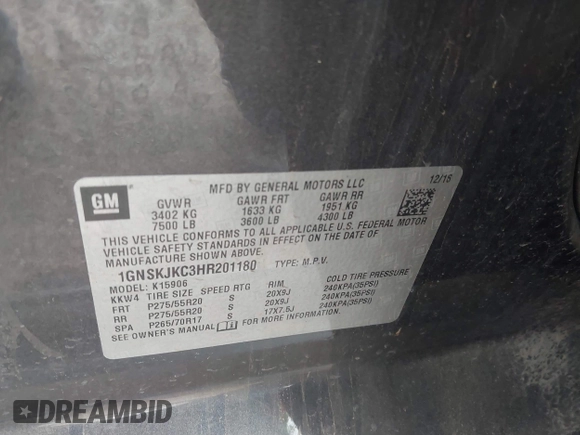 GM
MFD BY GENERAL MOTORS LLC
12/16
GVWR GAWR FRT GAWR RR
3402 KG 1633 KG 1951 KG
7500 LB 3600 LB 4300 LB
THIS VEHICLE CONFORMS TO ALL APPLICABLE U.S. FEDERAL MOTOR
VEHICLE SAFETY STANDARDS IN EFFECT ON THE DATE OF
MANUFACTURE SHOWN ABOVE.
1GNSKJKC3HR201180 TYPE: M.P.V.
MODEL: K15906
KKW4 TIRE SIZE SPEED RTG RIM COLD TIRE PRESSURE
FRT P275/55R20 S 20X9J 240KPA(35PSI)
RR P275/55R20 S 20X9J 240KPA(35PSI)
SPA P265/70R17 S 17X7.5J 240KPA(35PSI)
SEE OWNER'S MANUAL FOR MORE INFORMATION.
DREAMBID